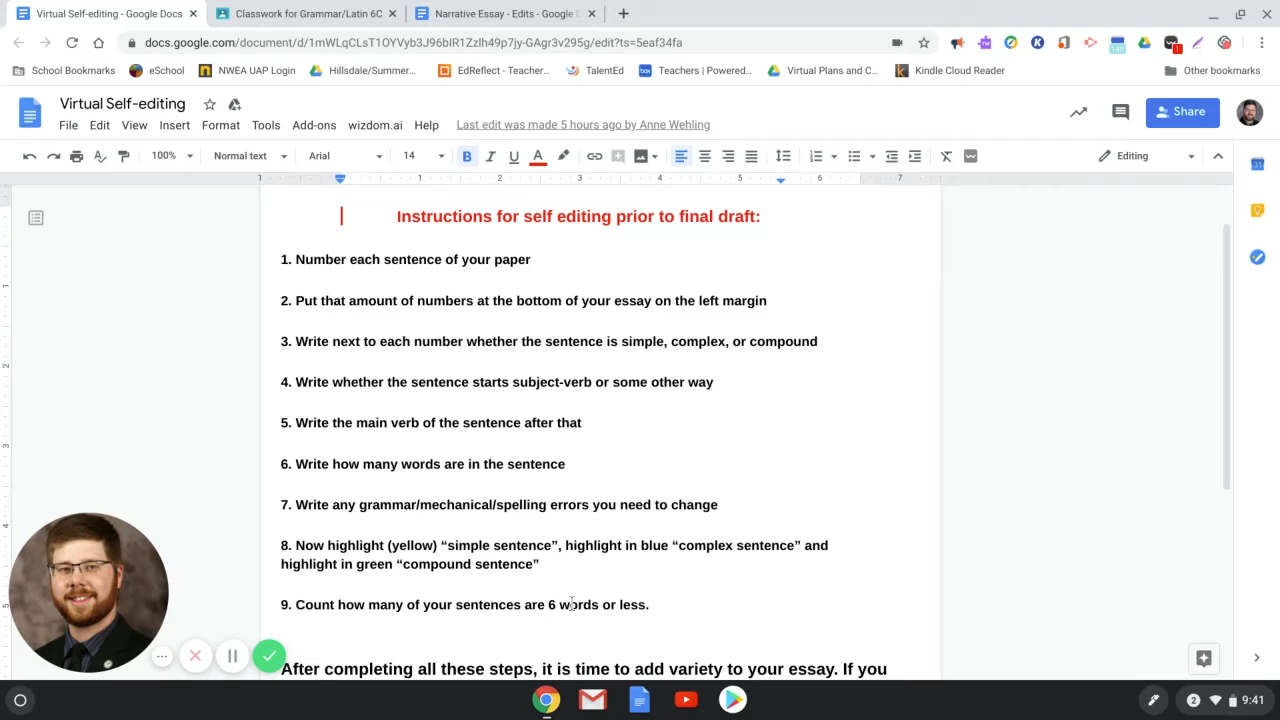 Virtual Self-editing - Google Docs
Classwork for Grammar/Latin 6C
Narrative Essay - Edits - Google
docs.google.com/document/d/1mWLqCLsT1OYVyb3J96bIR1qzlh49p7jy-GAgr3v295g/edit?ts=5eaf34fa
School Bookmarks eSchool NWEA UAP Login Hillsdale/Summer... EdReflect - Teacher... TalentEd Teachers | Powered... Virtual Plans and C... Kindle Cloud Reader Other bookmarks
Virtual Self-editing
File Edit View Insert Format Tools Add-ons wizdom.ai Help Last edit was made 5 hours ago by Anne Wehling
Share
100% Normal text Arial 14 B I U A Editing
1 1 2 3 4 5 6 7
Instructions for self editing prior to final draft:
1. Number each sentence of your paper
2. Put that amount of numbers at the bottom of your essay on the left margin
3. Write next to each number whether the sentence is simple, complex, or compound
4. Write whether the sentence starts subject-verb or some other way
5. Write the main verb of the sentence after that
6. Write how many words are in the sentence
7. Write any grammar/mechanical/spelling errors you need to change
8. Now highlight (yellow) “simple sentence”, highlight in blue “complex sentence” and
highlight in green “compound sentence”
9. Count how many of your sentences are 6 words or less.
After completing all these steps, it is time to add variety to your essay. If you
2 9:41